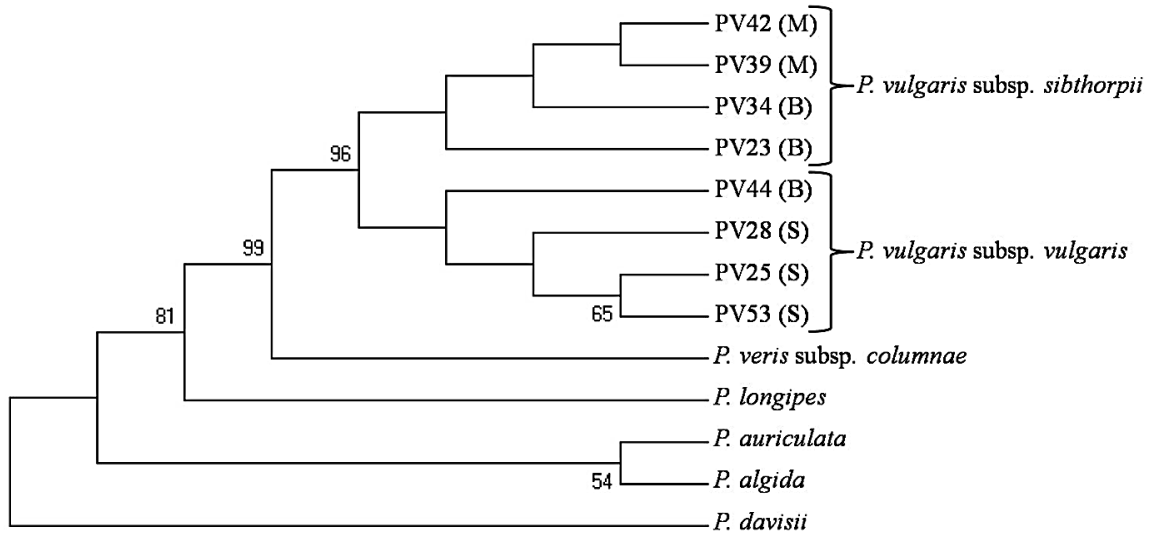 PV42 (M)
PV39 (M)
P. vulgaris subsp. sibthorpii
PV34 (B)
PV23 (B)
96
PV44 (B)
PV28 (S)
99
P. vulgaris subsp. vulgaris
PV25 (S)
81
65
PV53 (S)
P. veris subsp. columnae
P. longipes
P. auriculata
54
P. algida
P. davisii